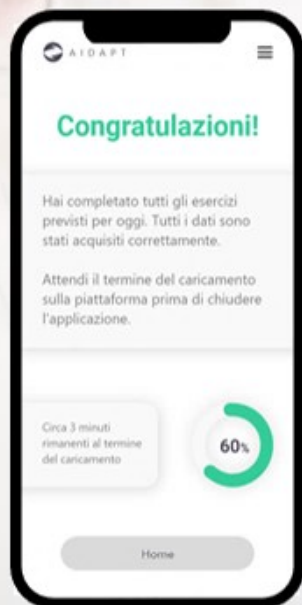 AIDAPT
Congratulazioni!
Hai completato tutti gli esercizi
previsti per oggi. Tutti i dati sono
stati acquisiti correttamente.
Attendi il termine del caricamento
sulla piattaforma prima di chiudere
l'applicazione.
Circa 3 minuti
rimanenti al termine
del caricamento
60%
Home